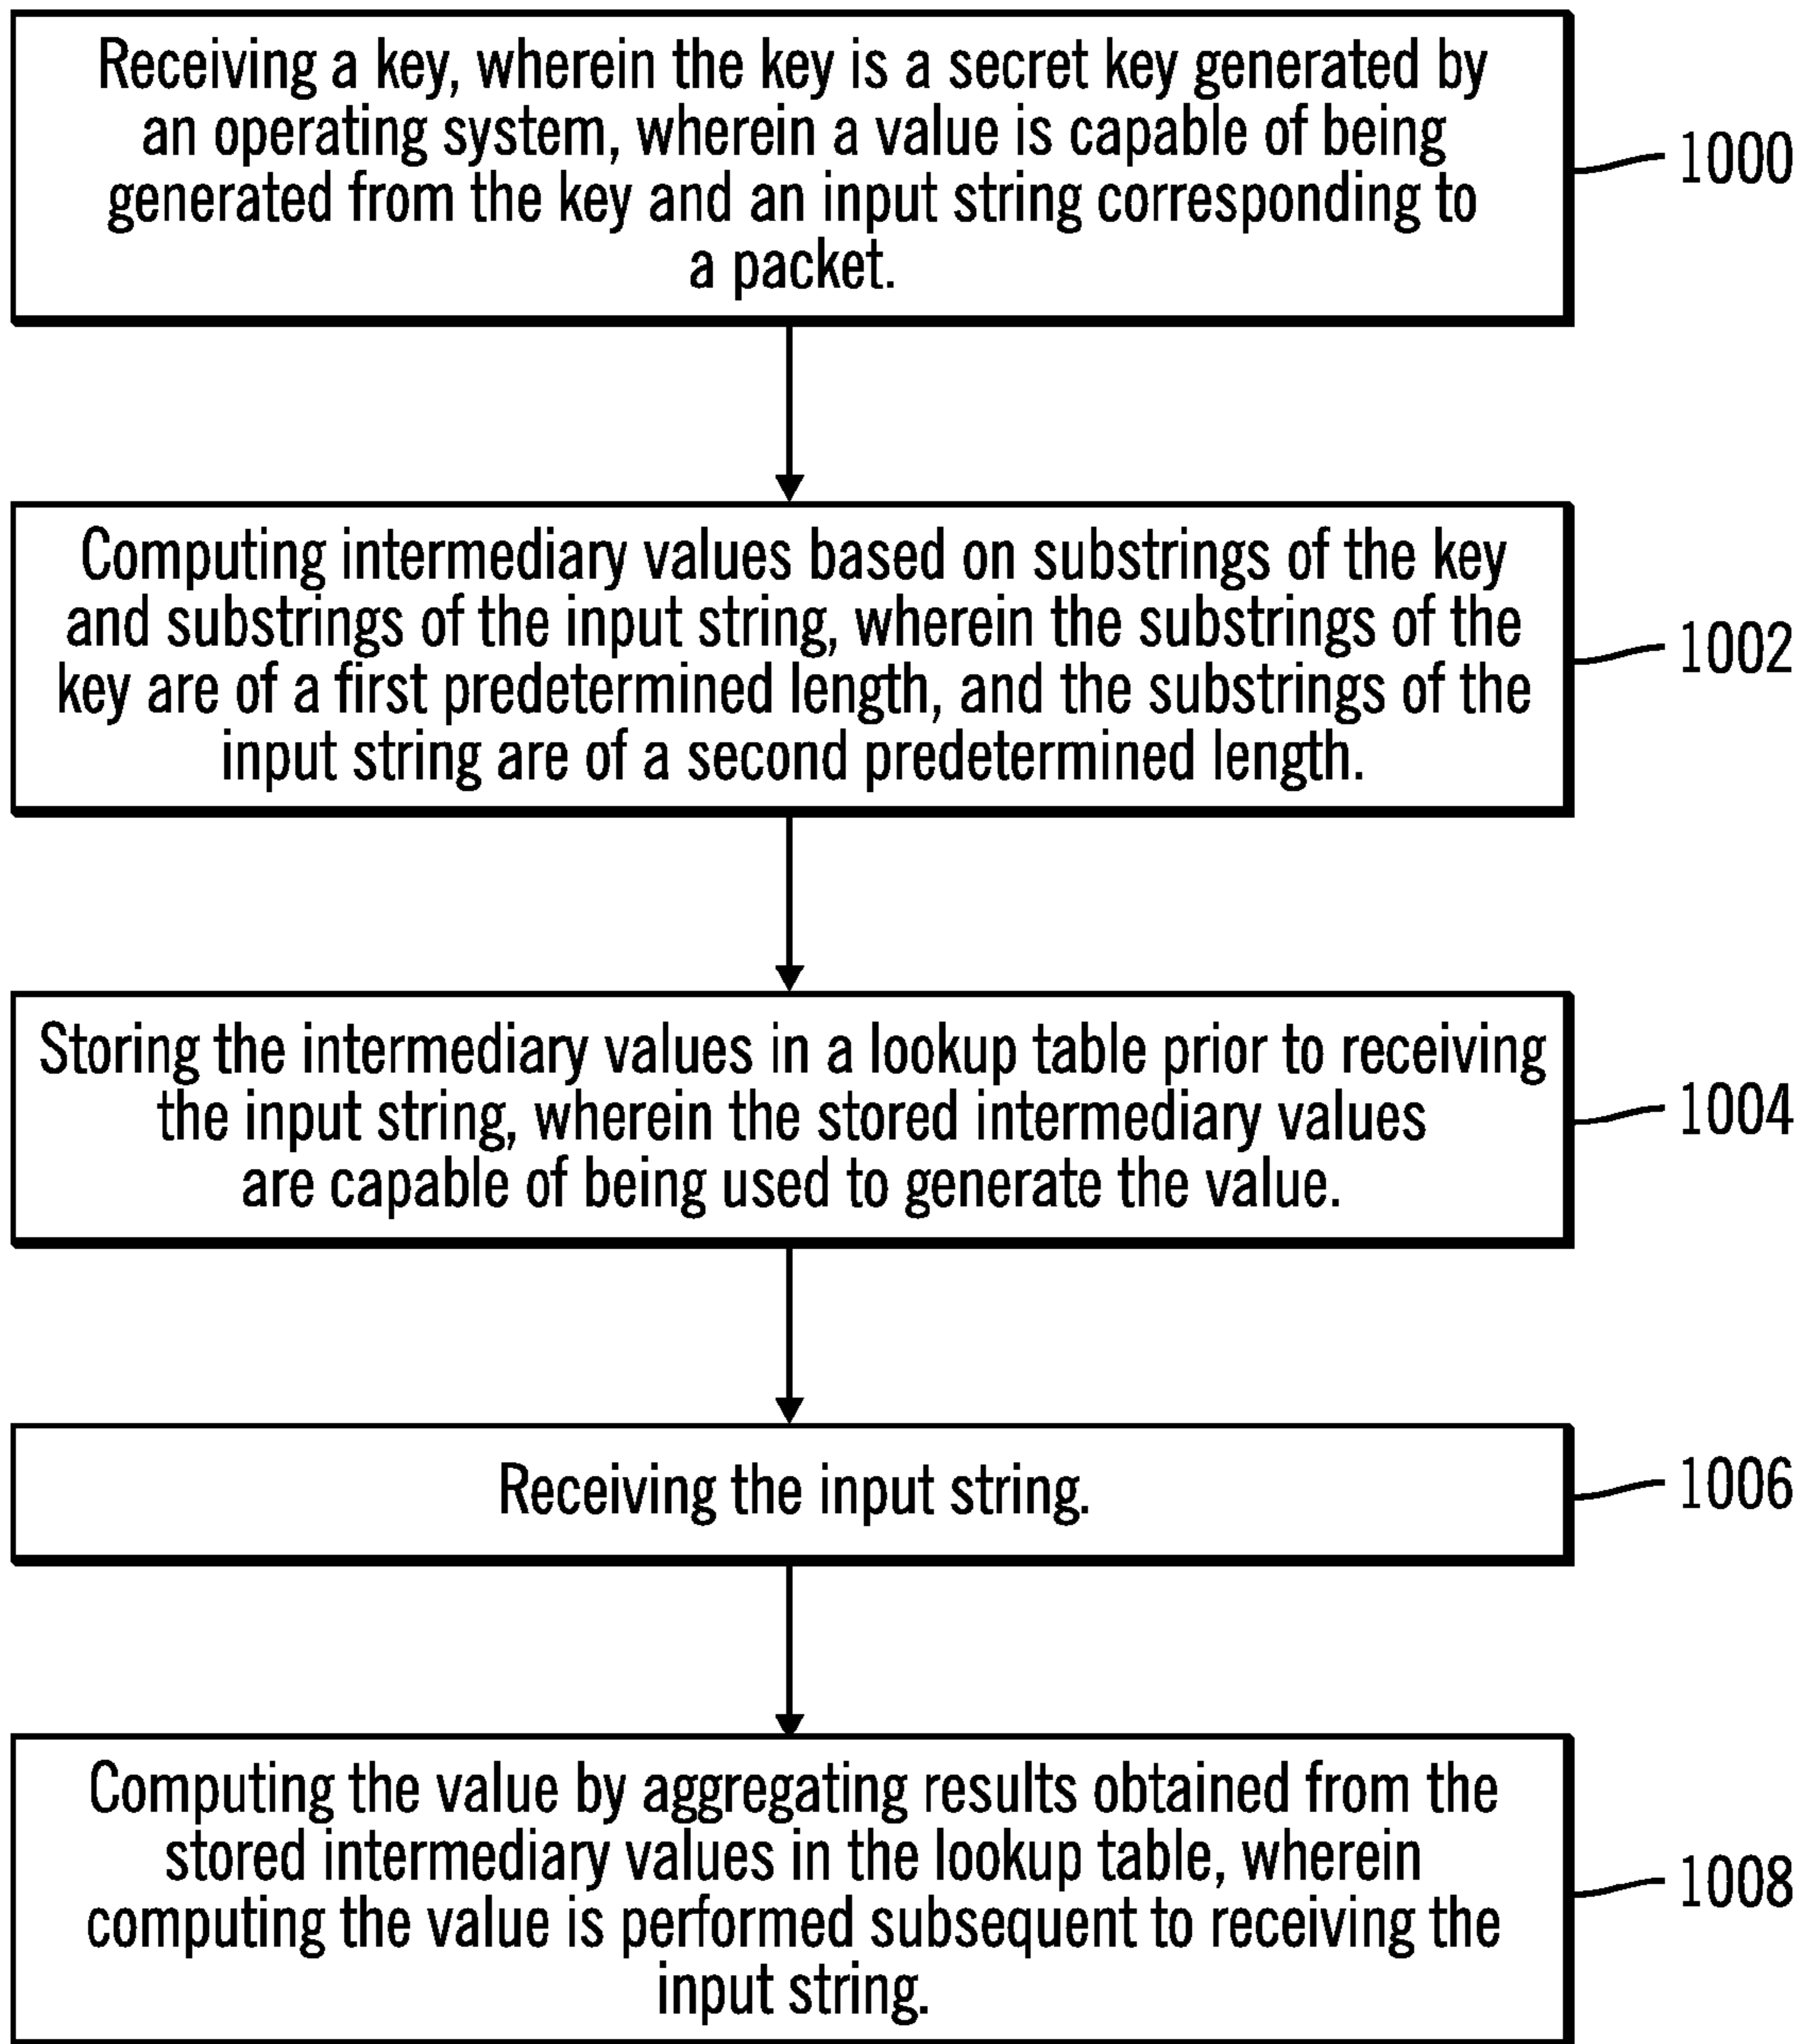 Receiving a key, wherein the key is a secret key generated by
an operating system, wherein a value is capable of being
generated from the key and an input string corresponding to
a packet.
1000
Computing intermediary values based on substrings of the key
and substrings of the input string, wherein the substrings of the
key are of a first predetermined length, and the substrings of the
input string are of a second predetermined length.
1002
Storing the intermediary values in a lookup table prior to receiving
the input string, wherein the stored intermediary values
are capable of being used to generate the value.
1004
Receiving the input string.
1006
Computing the value by aggregating results obtained from the
stored intermediary values in the lookup table, wherein
computing the value is performed subsequent to receiving the
input string.
1008